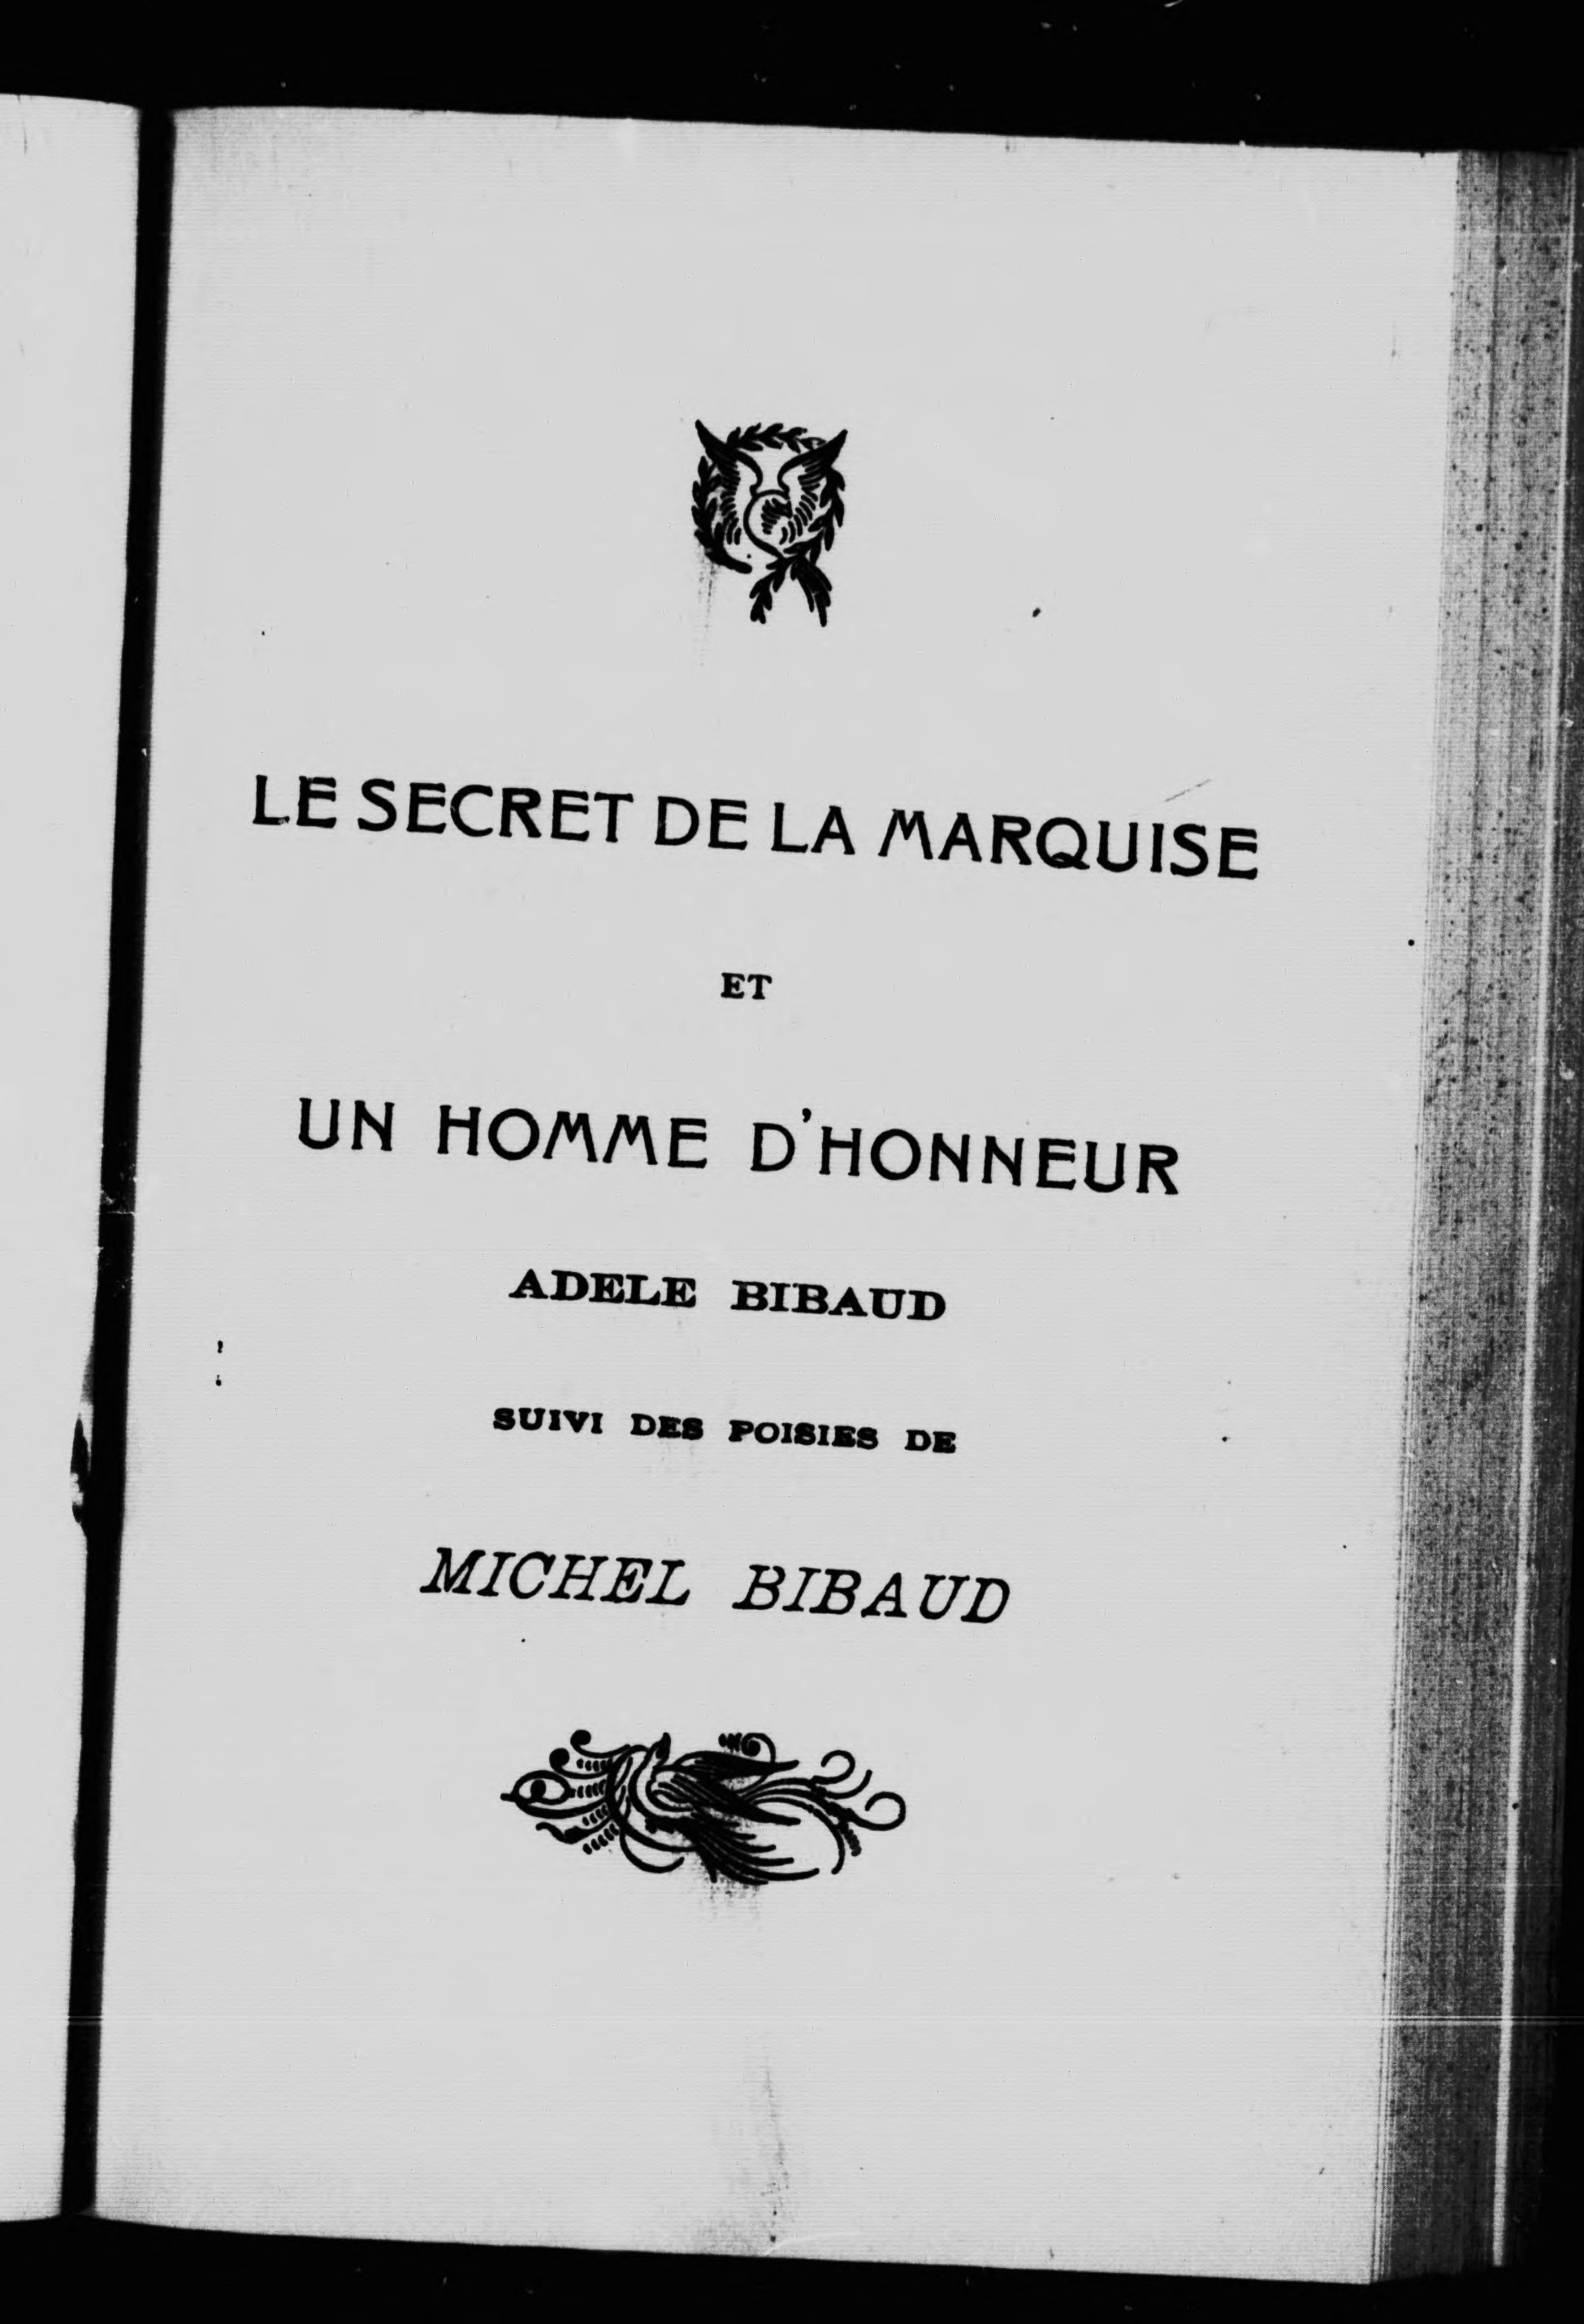 LE SECRET DE LA MARQUISE
ET
UN HOMME D'HONNEUR
ADELE BIBAUD
SUIVI DES POISIES DE
MICHEL BIBAUD